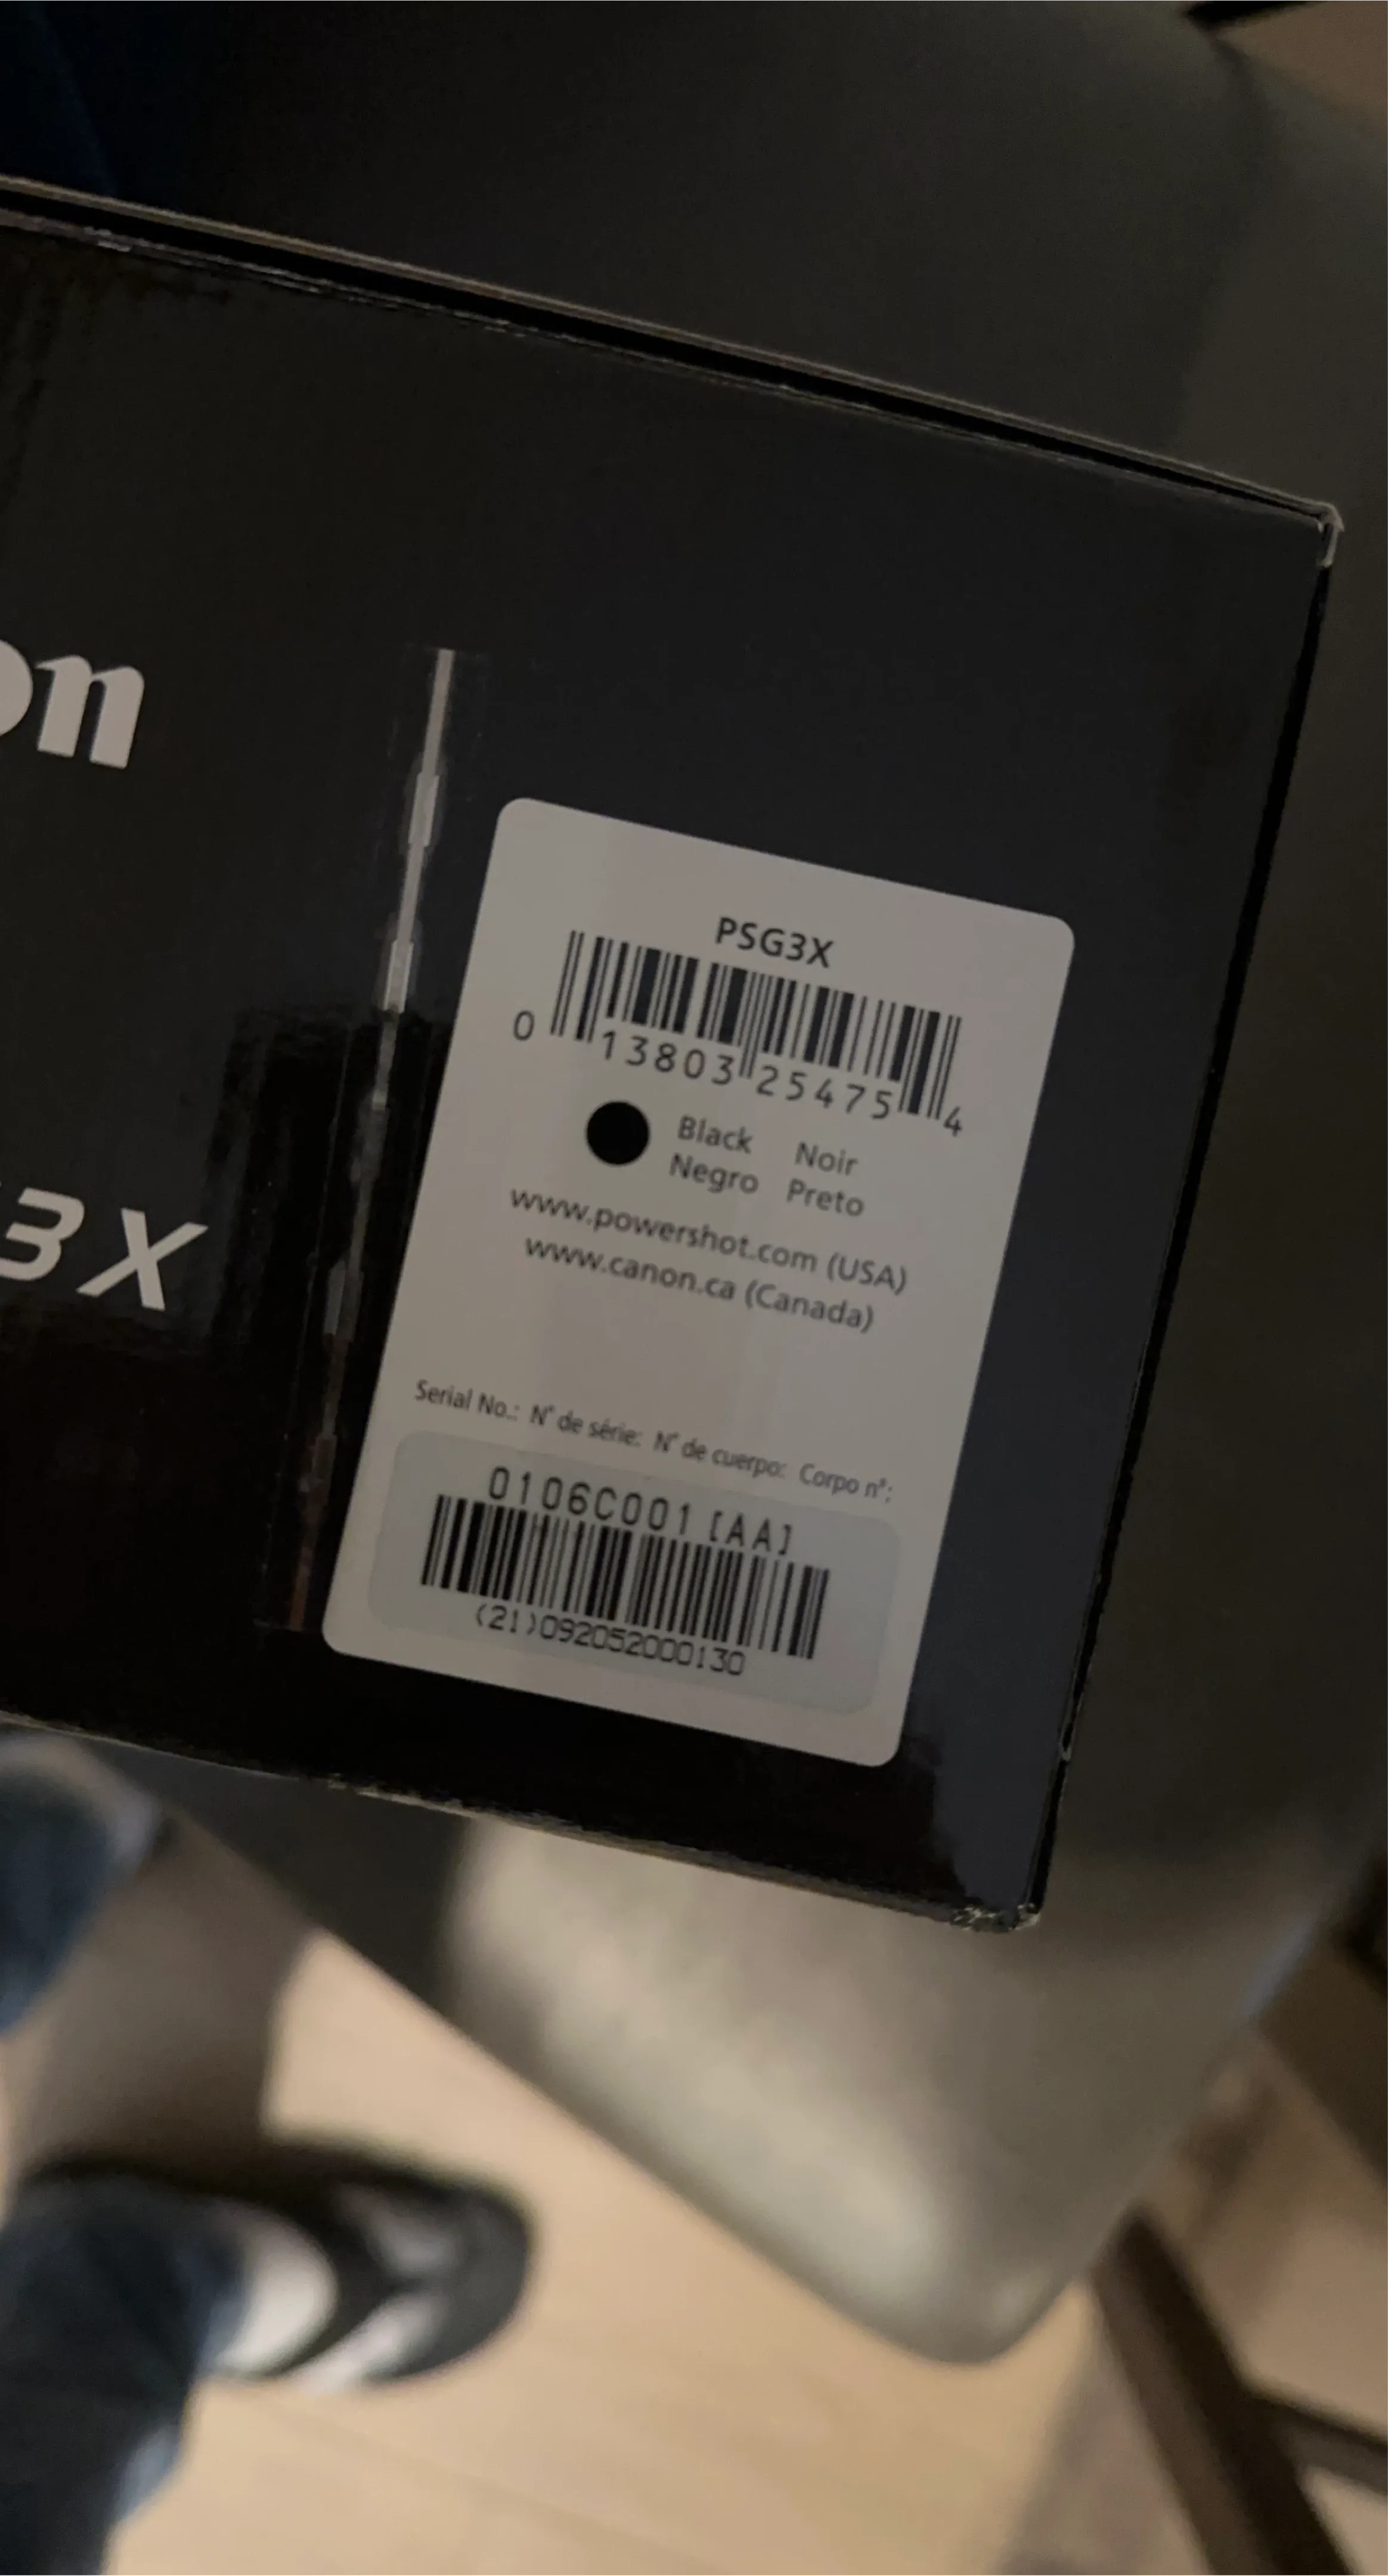 on
3X
PSG3X
0 13803 25475 4
Black Noir
Negro Preto
www.powershot.com (USA)
www.canon.ca (Canada)
Serial No.: N° de série: N° de cuerpo: Corpo n°:
0106C001 [AA]
(21)092052000130